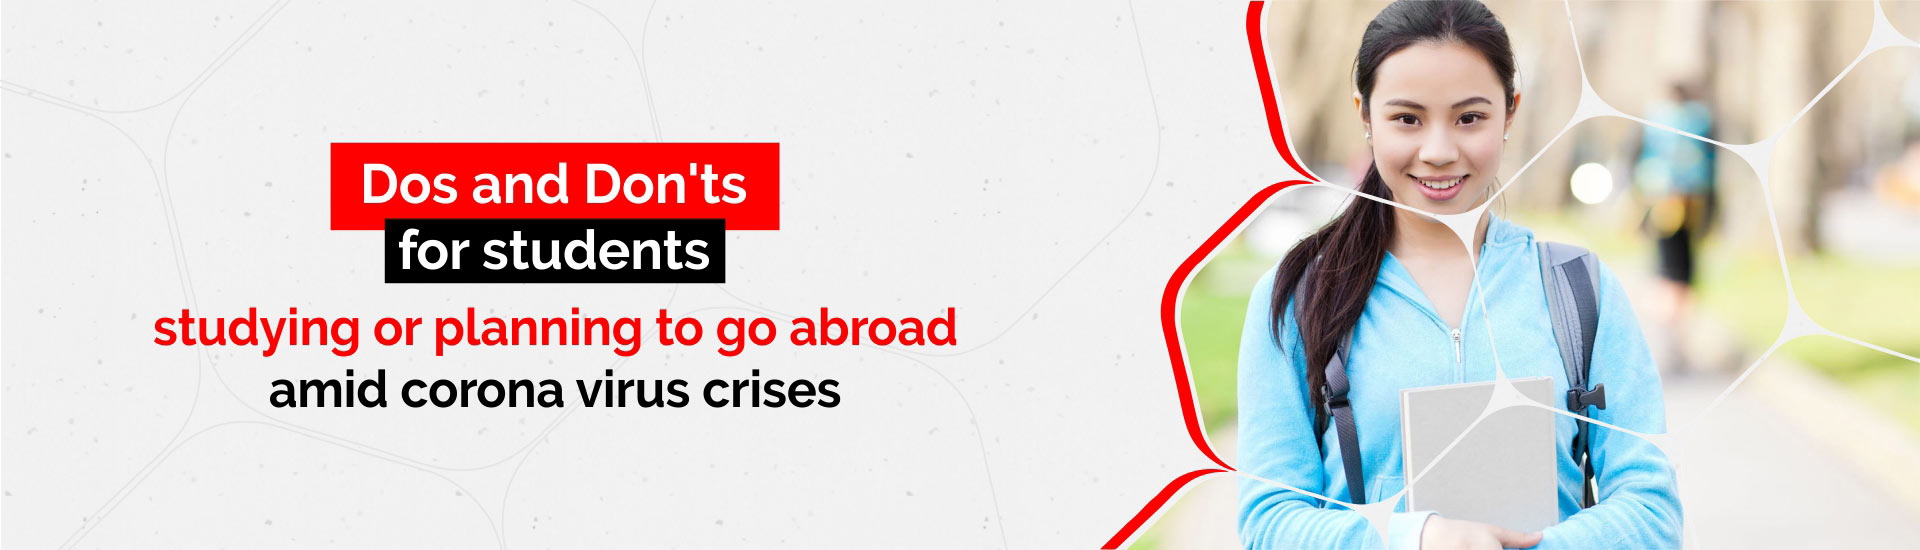 Dos and Don'ts
for students
studying or planning to go abroad
amid corona virus crises